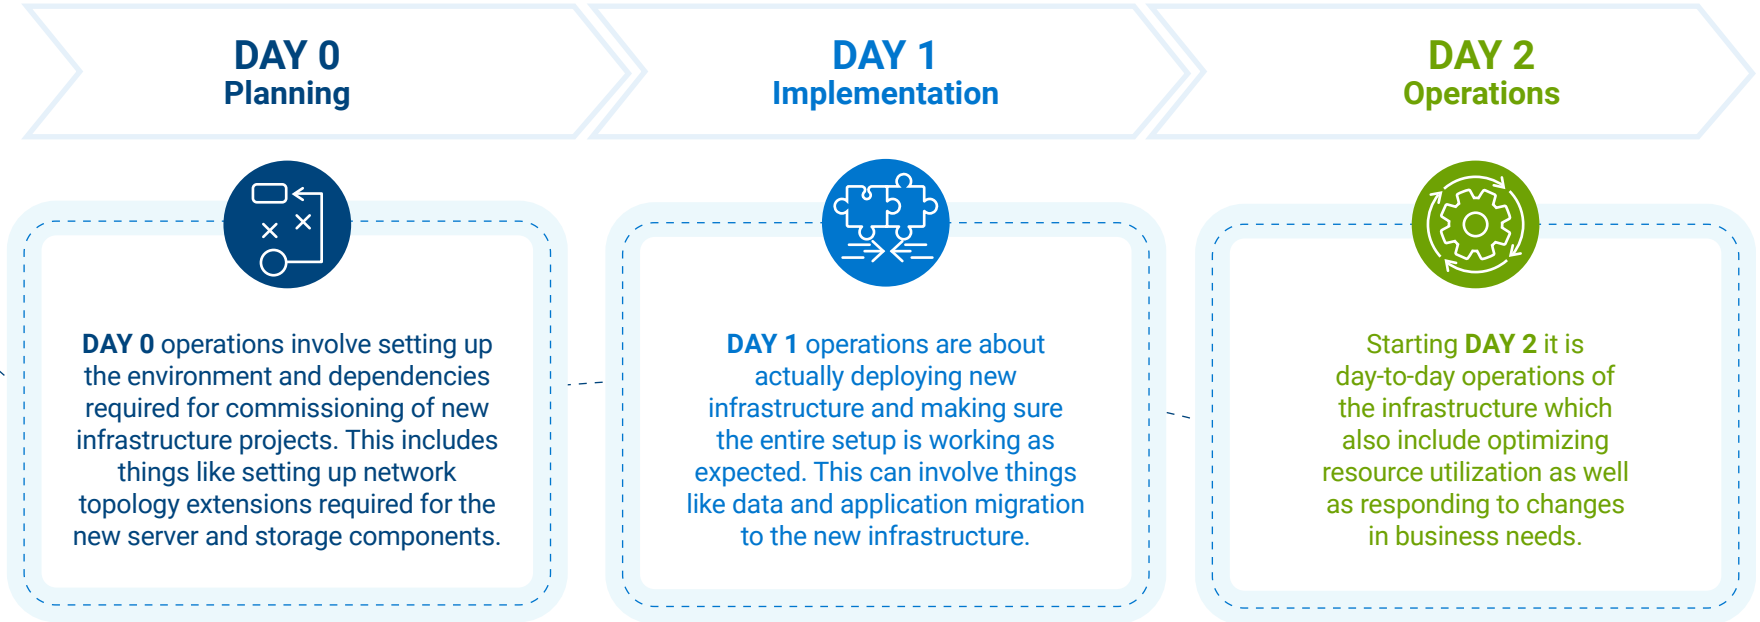 DAY 0
Planning
DAY 1
Implementation
DAY 2
Operations
DAY 0 operations involve setting up
the environment and dependencies
required for commissioning of new
infrastructure projects. This includes
things like setting up network
topology extensions required for the
new server and storage components.
DAY 1 operations are about
actually deploying new
infrastructure and making sure
the entire setup is working as
expected. This can involve things
like data and application migration
to the new infrastructure.
Starting DAY 2 it is
day-to-day operations of
the infrastructure which
also include optimizing
resource utilization as well
as responding to changes
in business needs.